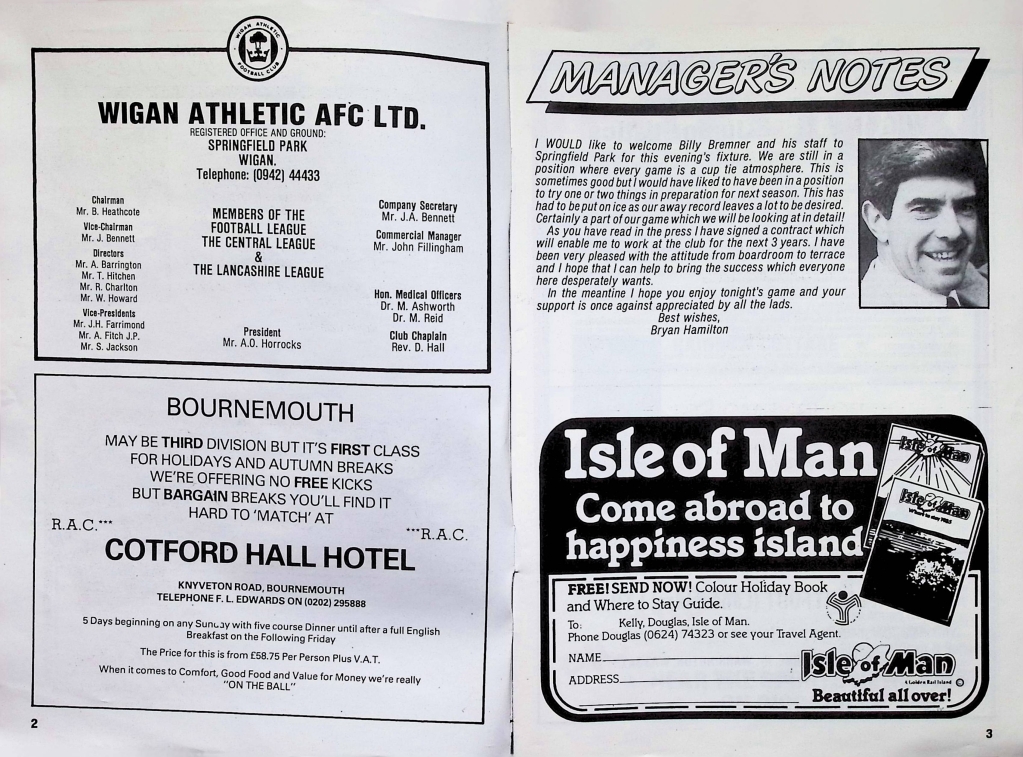 WIGAN ATHLETIC
FOOTBALL CLUB
WIGAN ATHLETIC AFC LTD.
REGISTERED OFFICE AND GROUND:
SPRINGFIELD PARK
WIGAN.
Telephone: (0942) 44433
Chairman
Mr. B. Heathcote
Vice-Chairman
Mr. J. Bennett
Directors
Mr. A. Barrington
Mr. T. Hitchen
Mr. R. Charlton
Mr. W. Howard
Vice-Presidents
Mr. J.H. Farrimond
Mr. A. Fitch J.P.
Mr. S. Jackson
MEMBERS OF THE
FOOTBALL LEAGUE
THE CENTRAL LEAGUE
&
THE LANCASHIRE LEAGUE
President
Mr. A.O. Horrocks
Company Secretary
Mr. J.A. Bennett
Commercial Manager
Mr. John Fillingham
Hon. Medical Officers
Dr. M. Ashworth
Dr. M. Reid
Club Chaplain
Rev. D. Hall
BOURNEMOUTH
MAY BE THIRD DIVISION BUT IT'S FIRST CLASS
FOR HOLIDAYS AND AUTUMN BREAKS
WE'RE OFFERING NO FREE KICKS
BUT BARGAIN BREAKS YOU'LL FIND IT
HARD TO 'MATCH' AT
R.A.C.*** ***R.A.C.
COTFORD HALL HOTEL
KNYVETON ROAD, BOURNEMOUTH
TELEPHONE F. L. EDWARDS ON (0202) 295888
5 Days beginning on any Sunday with five course Dinner until after a full English
Breakfast on the Following Friday
The Price for this is from £58.75 Per Person Plus V.A.T.
When it comes to Comfort, Good Food and Value for Money we're really
"ON THE BALL"
2
MANAGER'S NOTES
I WOULD like to welcome Billy Bremner and his staff to
Springfield Park for this evening's fixture. We are still in a
position where every game is a cup tie atmosphere. This is
sometimes good but I would have liked to have been in a position
to try one or two things in preparation for next season. This has
had to be put on ice as our away record leaves a lot to be desired.
Certainly a part of our game which we will be looking at in detail!
As you have read in the press I have signed a contract which
will enable me to work at the club for the next 3 years. I have
been very pleased with the attitude from boardroom to terrace
and I hope that I can help to bring the success which everyone
here desperately wants.
In the meantime I hope you enjoy tonight's game and your
support is once against appreciated by all the lads.
Best wishes,
Bryan Hamilton
Isle of Man
Come abroad to
happiness island
Isle of Man
Isle of Man
Where to stay 1985
FREE! SEND NOW! Colour Holiday Book
and Where to Stay Guide.
To: Kelly, Douglas, Isle of Man.
Phone Douglas (0624) 74323 or see your Travel Agent.
NAME
ADDRESS
Isle of Man
A Golden Rail Island ©
Beautiful all over!
3